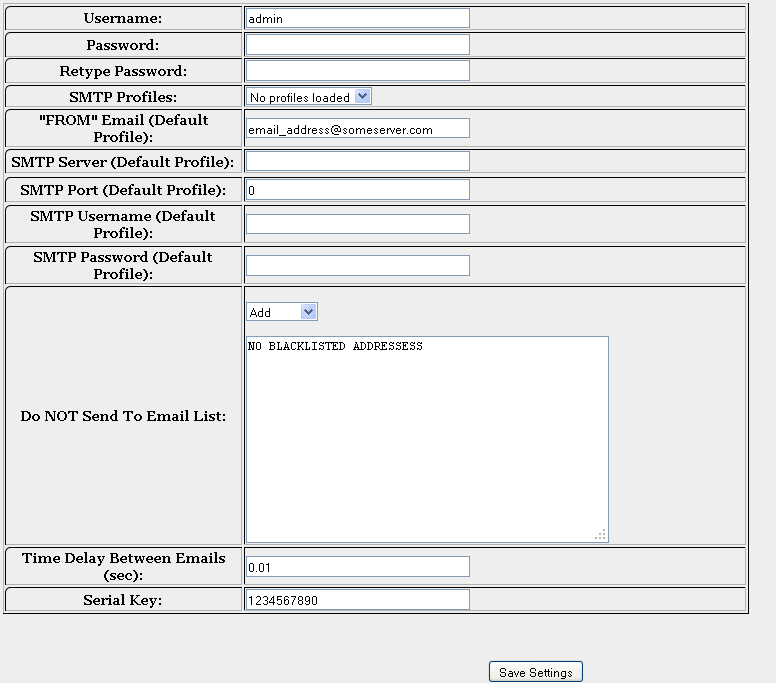 Username: admin
Password:
Retype Password:
SMTP Profiles: No profiles loaded
"FROM" Email (Default
Profile): email_address@someserver.com
SMTP Server (Default Profile):
SMTP Port (Default Profile): 0
SMTP Username (Default
Profile):
SMTP Password (Default
Profile):
Add
NO BLACKLISTED ADDRESSESS
Do NOT Send To Email List:
Time Delay Between Emails
(sec): 0.01
Serial Key: 1234567890
Save Settings